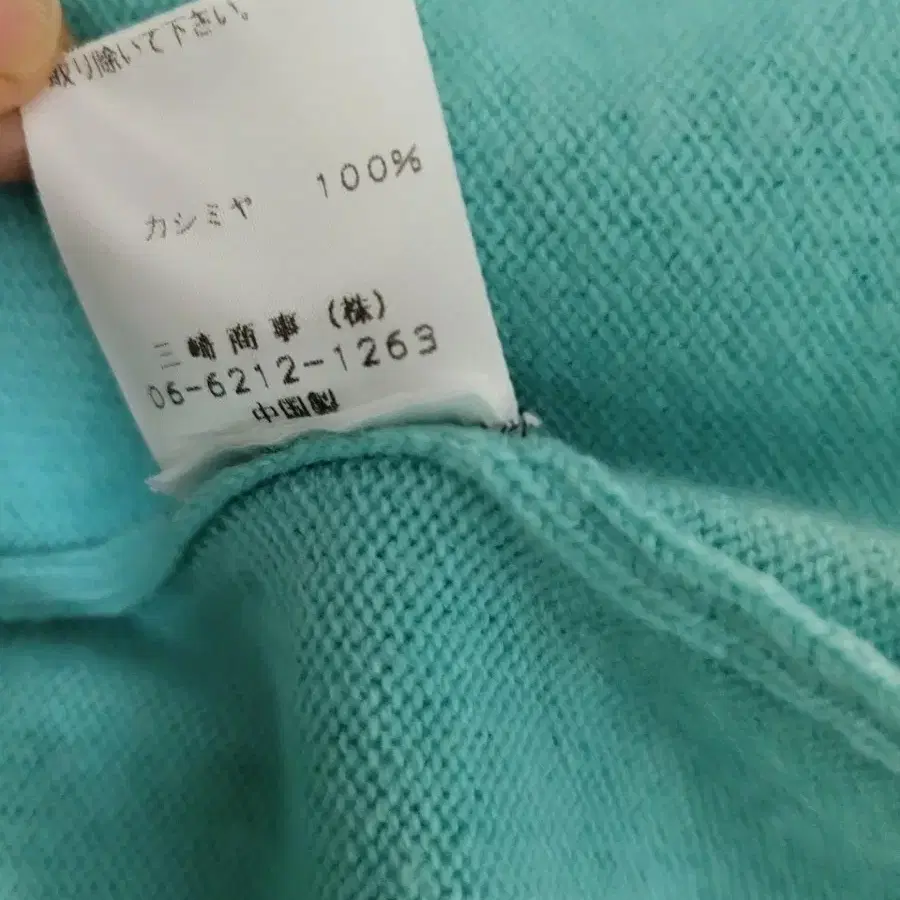 取り除いて下さい。
カシミヤ 100%
三崎商事(株)
06-6212-1263
中国製